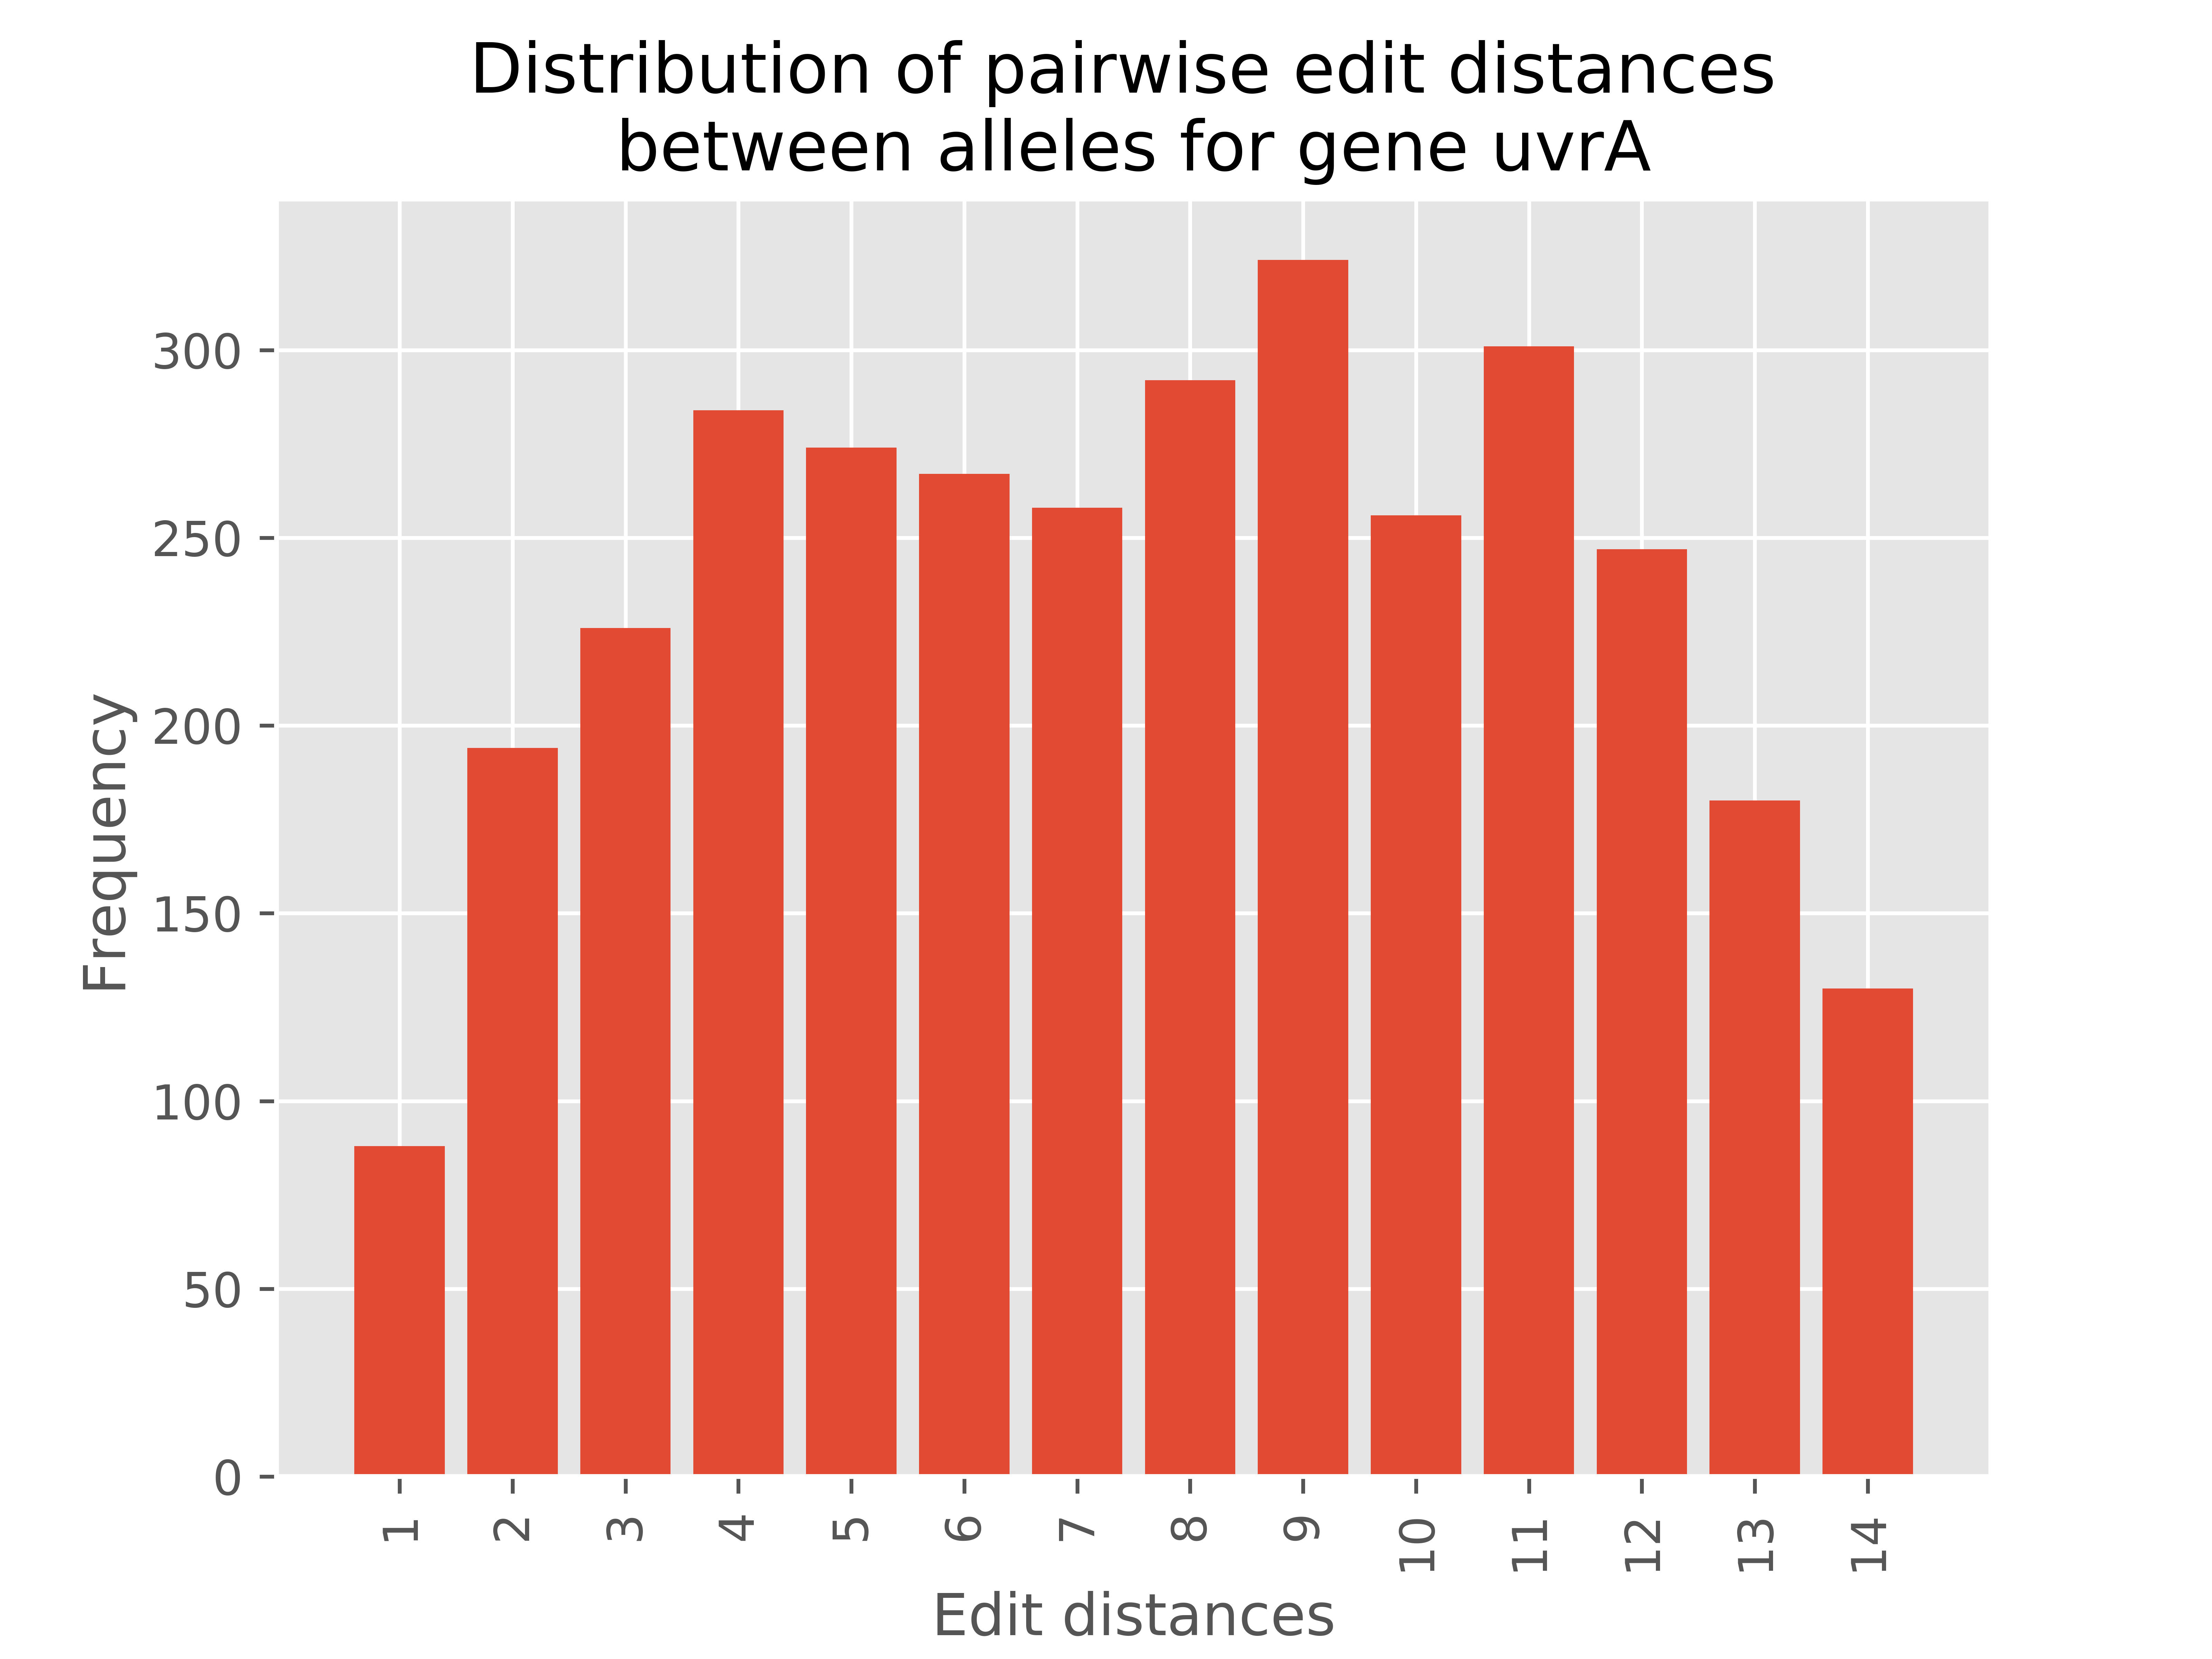 Distribution of pairwise edit distances
between alleles for gene uvrA
300
250
200
150
100
50
0
Frequency
1 2 3 4 5 6 7 8 9 10 11 12 13 14
Edit distances